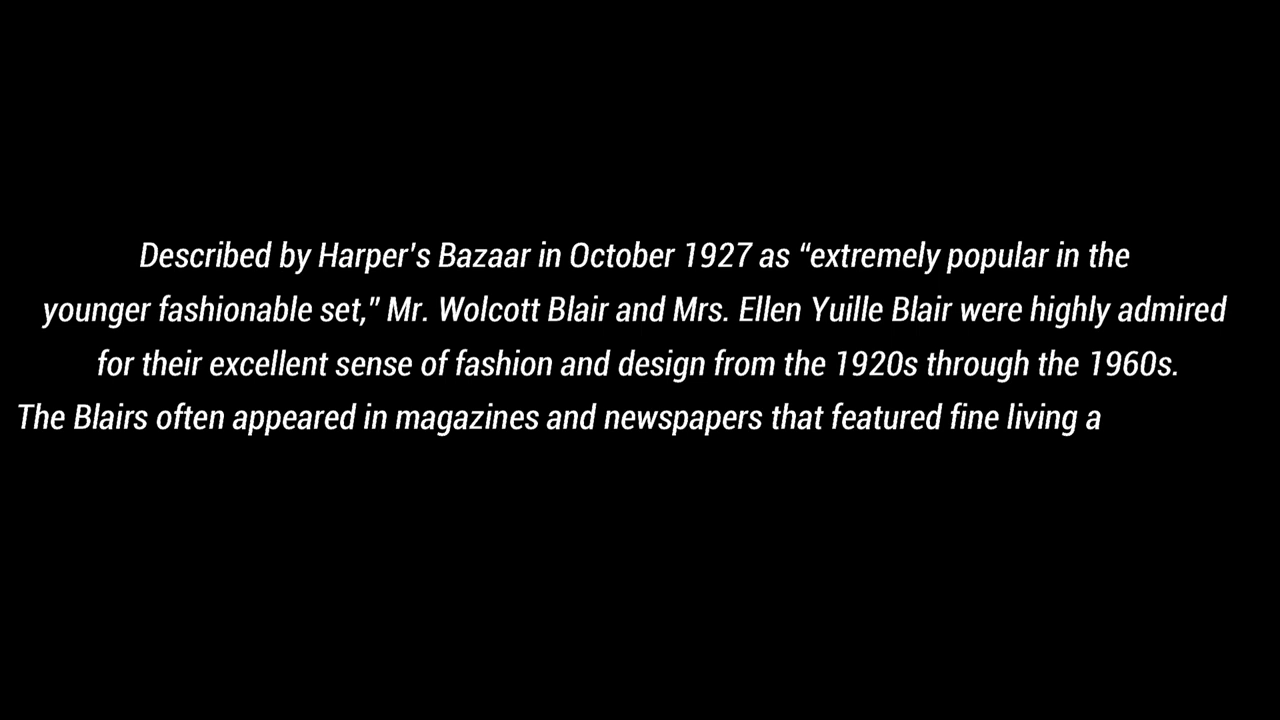 Described by Harper's Bazaar in October 1927 as “extremely popular in the
younger fashionable set,” Mr. Wolcott Blair and Mrs. Ellen Yuille Blair were highly admired
for their excellent sense of fashion and design from the 1920s through the 1960s.
The Blairs often appeared in magazines and newspapers that featured fine living a